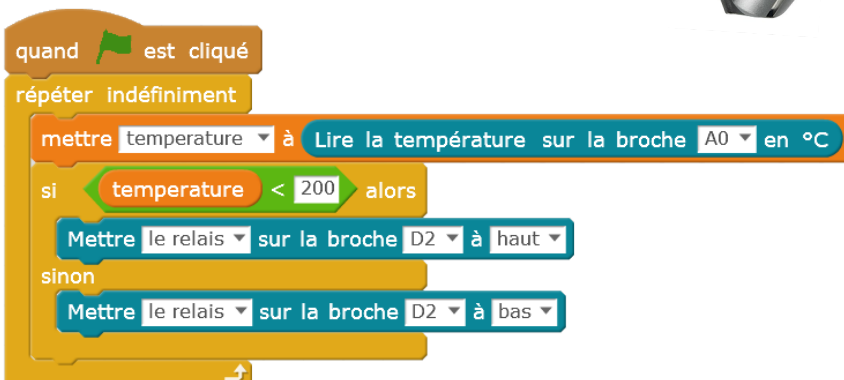 quand est cliqué
répéter indéfiniment
mettre temperature à Lire la température sur la broche A0 en °C
si temperature < 200 alors
Mettre le relais sur la broche D2 à haut
sinon
Mettre le relais sur la broche D2 à bas